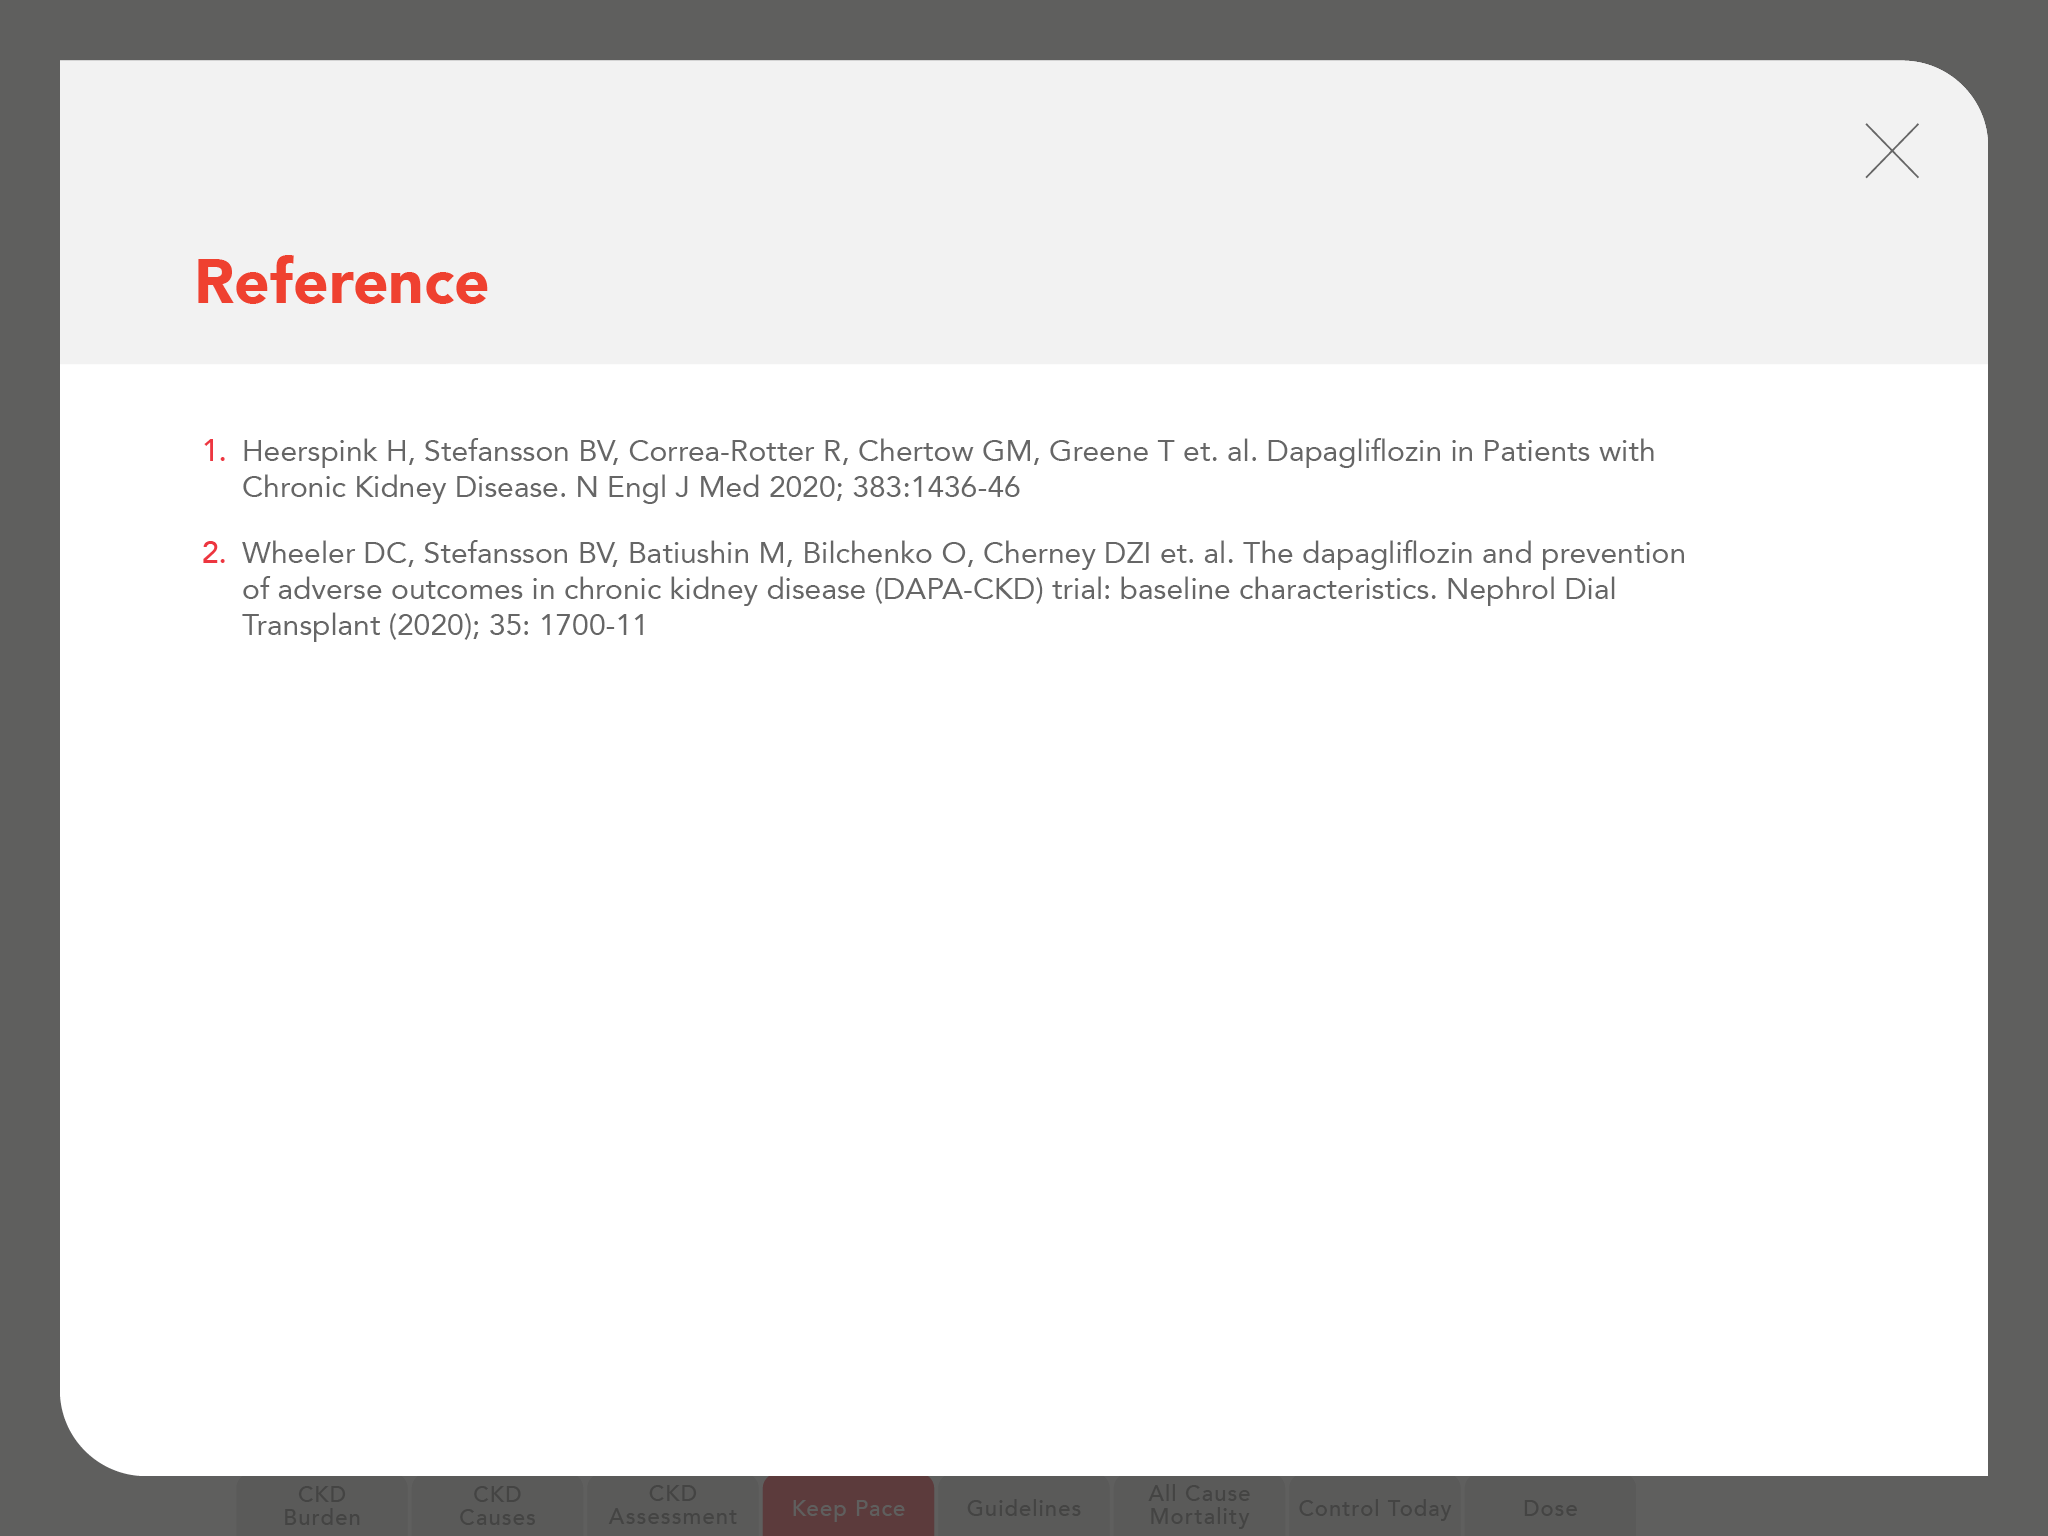 Reference
1. Heerspink H, Stefansson BV, Correa-Rotter R, Chertow GM, Greene T et. al. Dapagliflozin in Patients with
Chronic Kidney Disease. N Engl J Med 2020; 383:1436-46
2. Wheeler DC, Stefansson BV, Batiushin M, Bilchenko O, Cherney DZI et. al. The dapagliflozin and prevention
of adverse outcomes in chronic kidney disease (DAPA-CKD) trial: baseline characteristics. Nephrol Dial
Transplant (2020); 35: 1700-11
CKD
Burden
CKD
Causes
CKD
Assessment
Keep Pace
Guidelines
All Cause
Mortality
Control Today
Dose